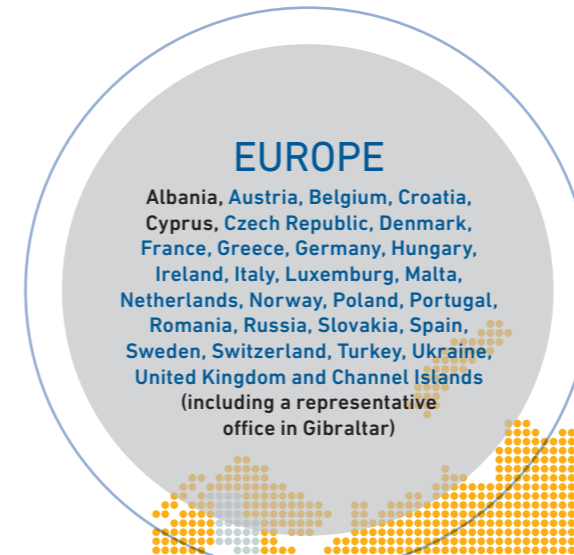 EUROPE
Albania, Austria, Belgium, Croatia,
Cyprus, Czech Republic, Denmark,
France, Greece, Germany, Hungary,
Ireland, Italy, Luxemburg, Malta,
Netherlands, Norway, Poland, Portugal,
Romania, Russia, Slovakia, Spain,
Sweden, Switzerland, Turkey, Ukraine,
United Kingdom and Channel Islands
(including a representative
office in Gibraltar)